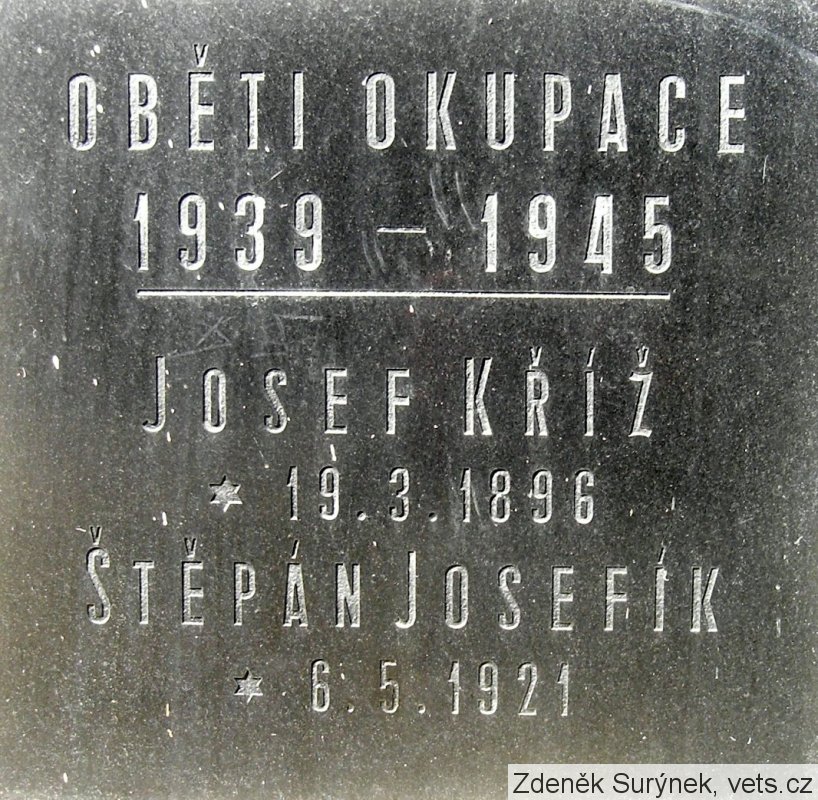 OBĚTI OKUPACE
1939 – 1945
JOSEF KŘÍŽ
* 19.3.1896
ŠTĚPÁN JOSEFÍK
* 6.5.1921
Zdeněk Surýnek, vets.cz